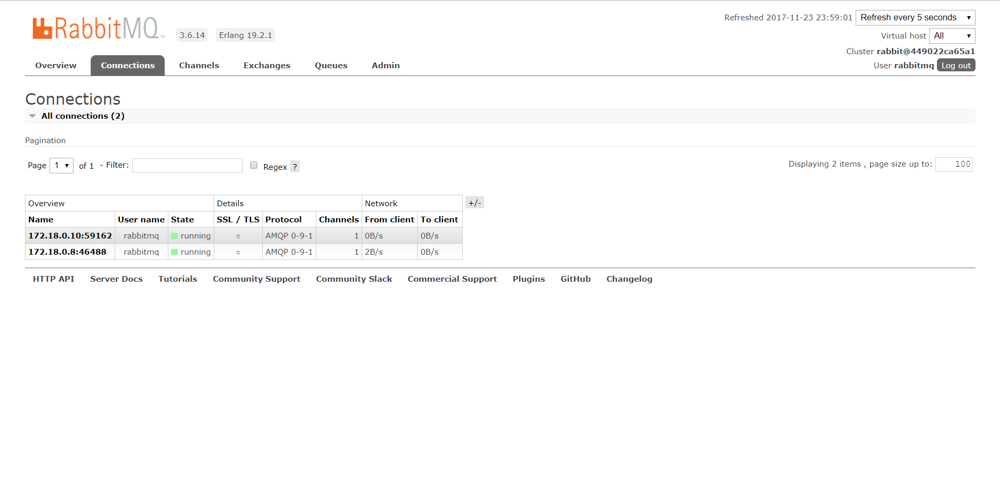 RabbitMQ™ 3.6.14 Erlang 19.2.1
Refreshed 2017-11-23 23:59:01 Refresh every 5 seconds
Virtual host All
Cluster rabbit@449022ca65a1
User rabbitmq Log out
Overview Connections Channels Exchanges Queues Admin
Connections
All connections (2)
Pagination
Page 1 of 1 - Filter: Regex ?
Displaying 2 items , page size up to: 100
Overview Details Network +/-
Name User name State SSL / TLS Protocol Channels From client To client
172.18.0.10:59162 rabbitmq running ○ AMQP 0-9-1 1 0B/s 0B/s
172.18.0.8:46488 rabbitmq running ○ AMQP 0-9-1 1 2B/s 0B/s
HTTP API Server Docs Tutorials Community Support Community Slack Commercial Support Plugins GitHub Changelog